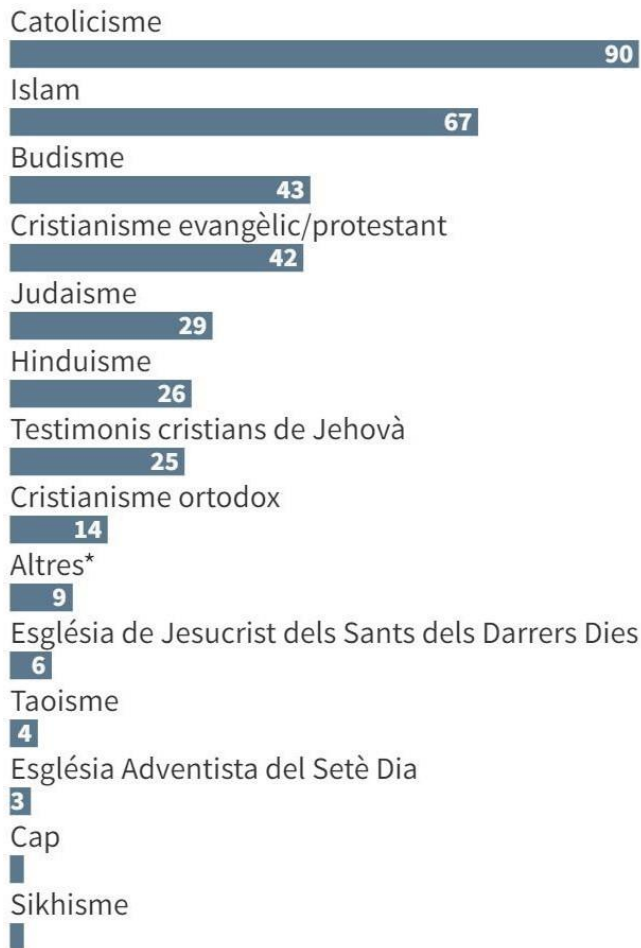 Catolicisme
90
Islam
67
Budisme
43
Cristianisme evangèlic/protestant
42
Judaisme
29
Hinduisme
26
Testimonis cristians de Jehovà
25
Cristianisme ortodox
14
Altres*
9
Església de Jesucrist dels Sants dels Darrers Dies
6
Taoisme
4
Església Adventista del Setè Dia
3
Cap
Sikhisme